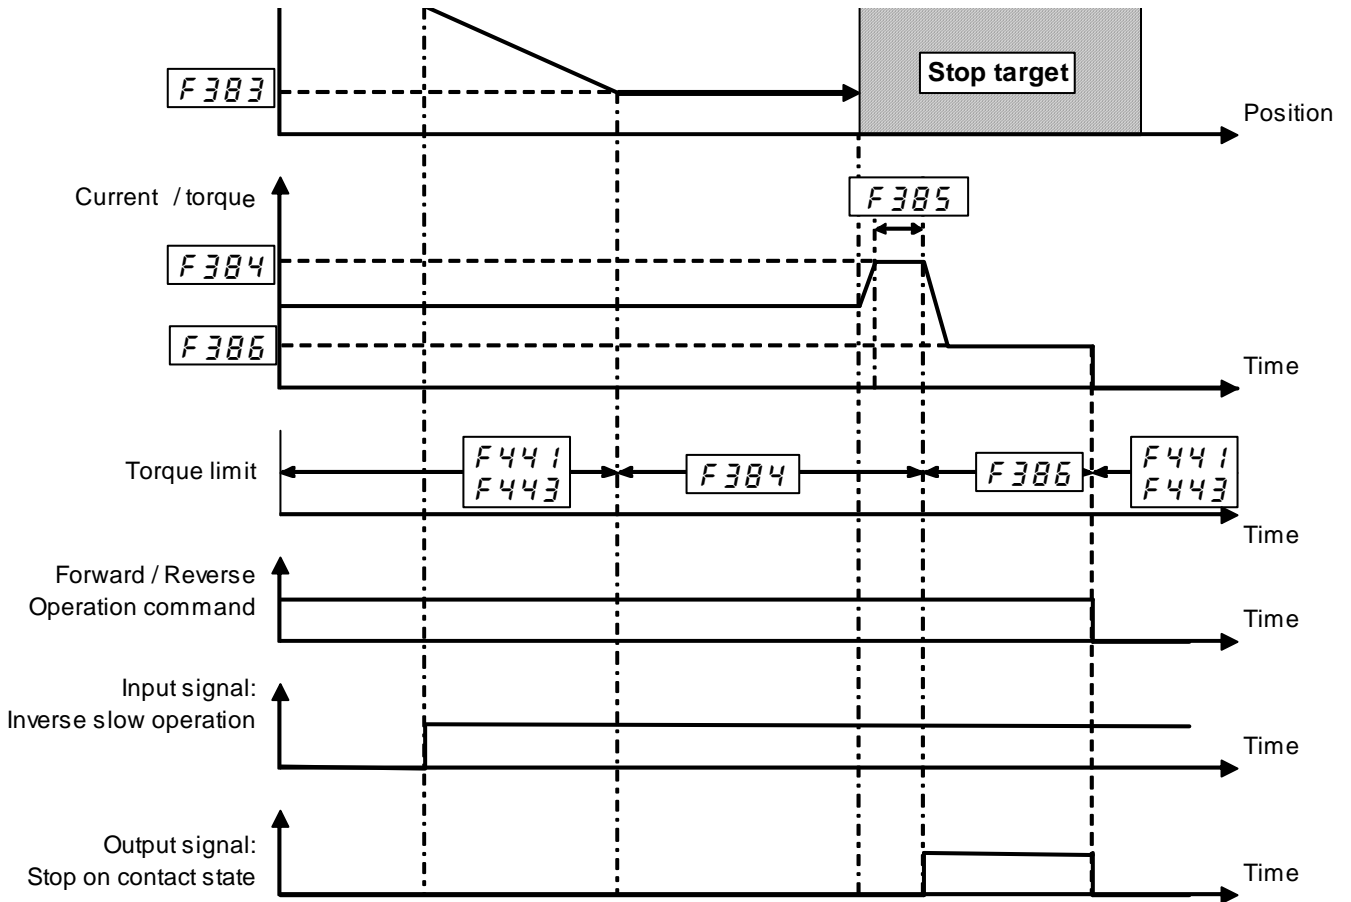 Stop target
F383
Position
Current / torque
F385
F384
F386
Time
Torque limit
F441
F443
F384
F386
F441
F443
Time
Forward / Reverse
Operation command
Time
Input signal:
Inverse slow operation
Time
Output signal:
Stop on contact state
Time